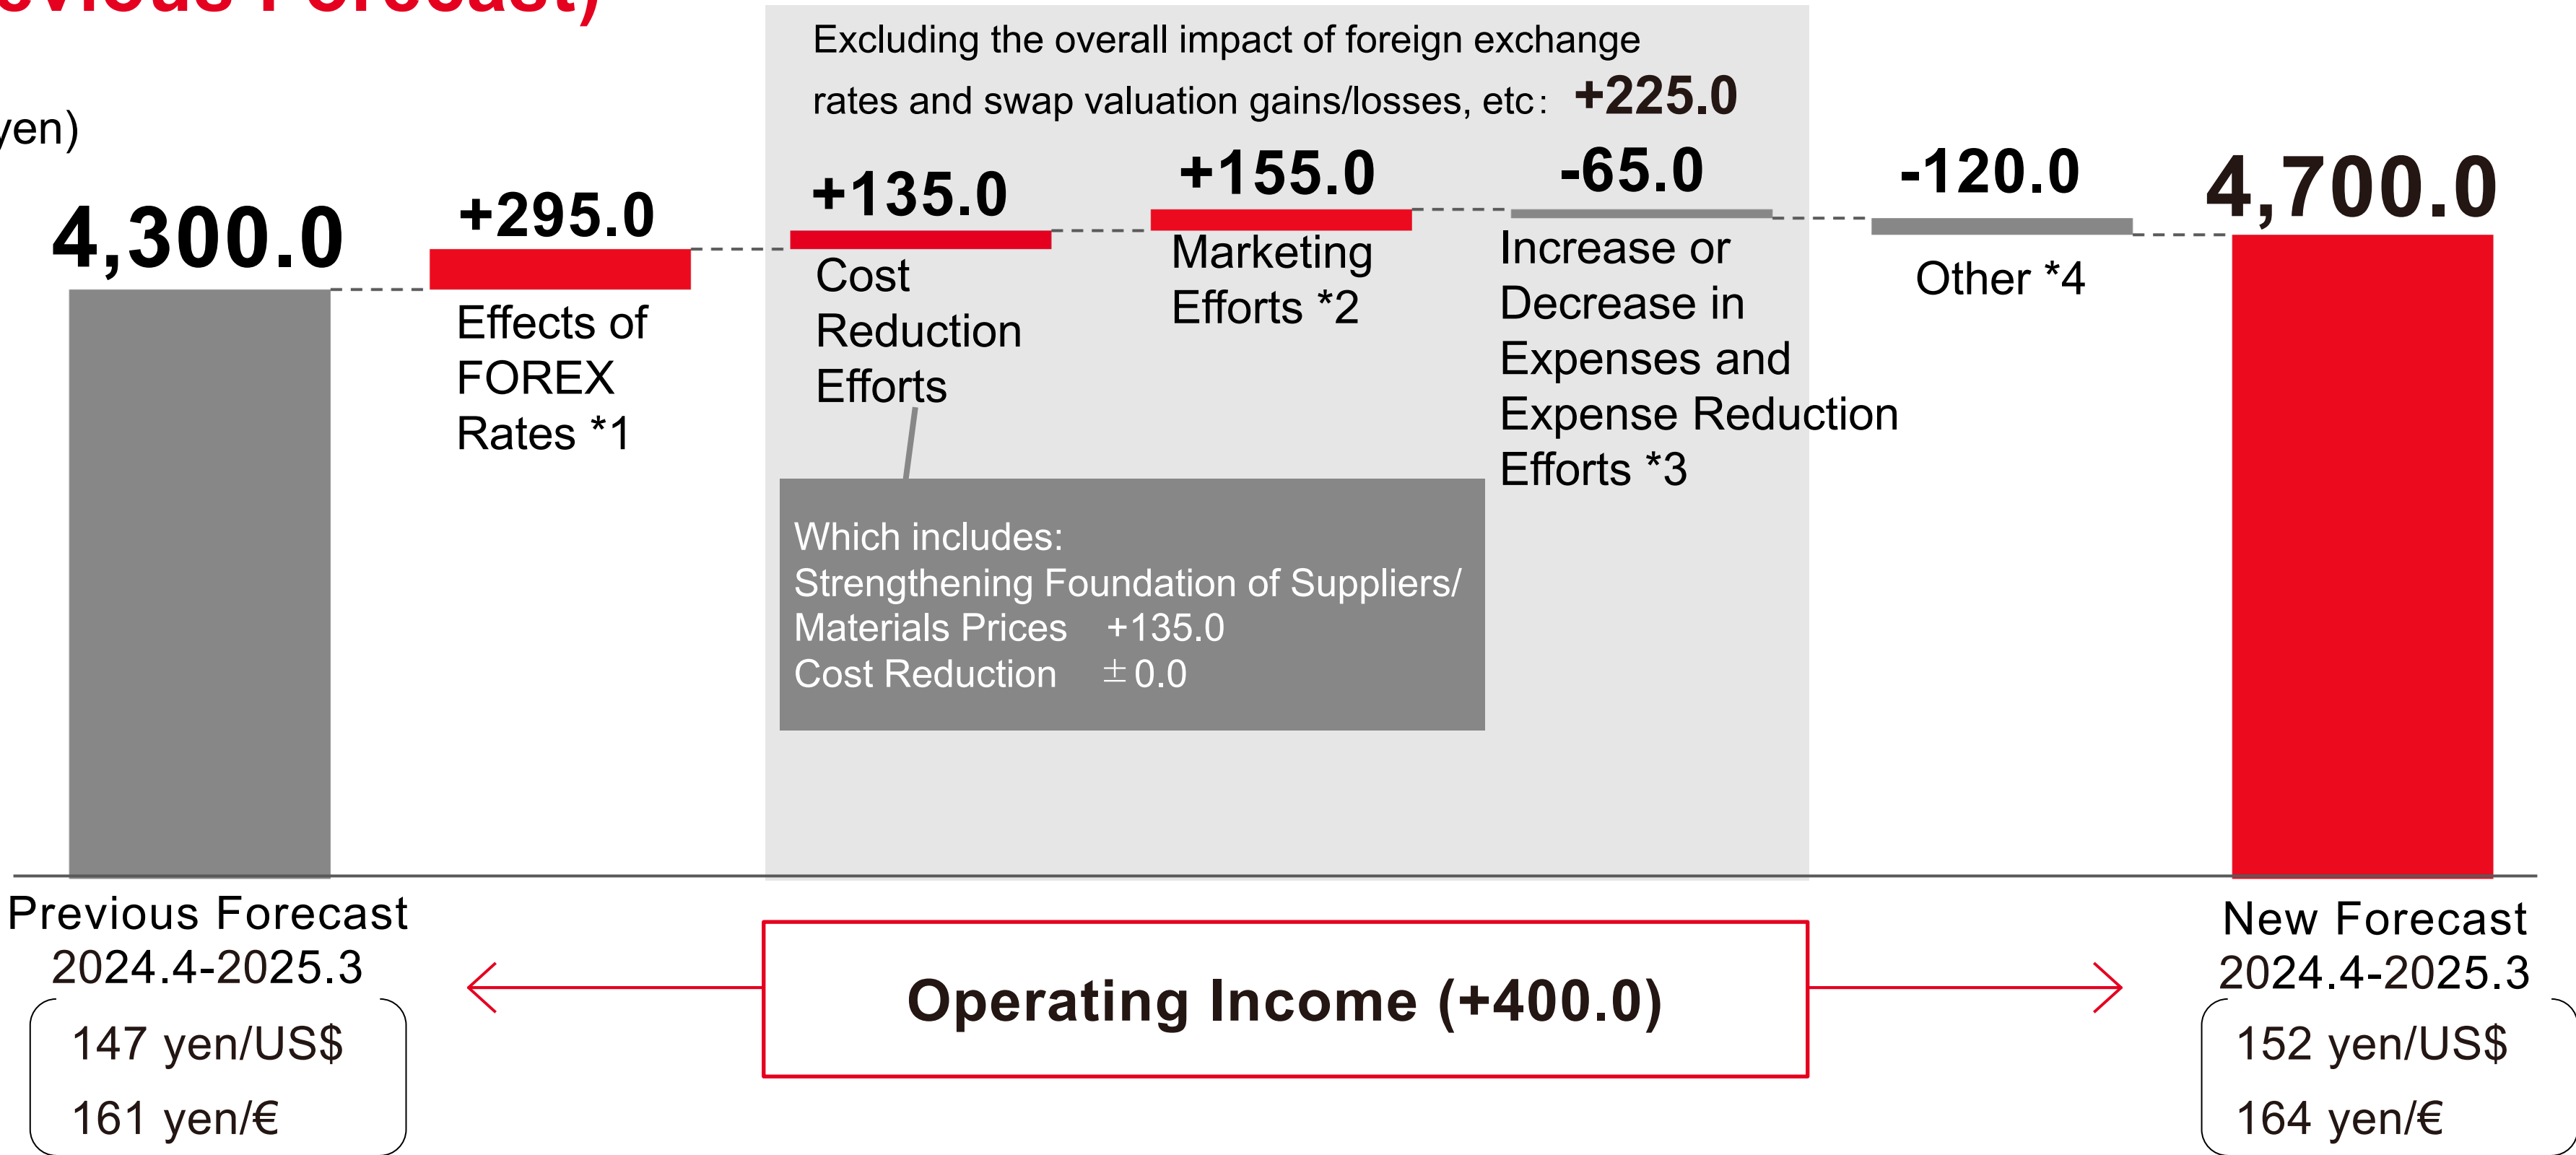 Forecast)
yen)
Excluding the overall impact of foreign exchange
rates and swap valuation gains/losses, etc: +225.0
4,300.0
+295.0
+135.0
+155.0
-65.0
-120.0
4,700.0
Effects of
FOREX
Rates *1
Cost
Reduction
Efforts
Marketing
Efforts *2
Increase or
Decrease in
Expenses and
Expense Reduction
Efforts *3
Other *4
Which includes:
Strengthening Foundation of Suppliers/
Materials Prices +135.0
Cost Reduction ±0.0
Previous Forecast
2024.4-2025.3
147 yen/US$
161 yen/€
Operating Income (+400.0)
New Forecast
2024.4-2025.3
152 yen/US$
164 yen/€